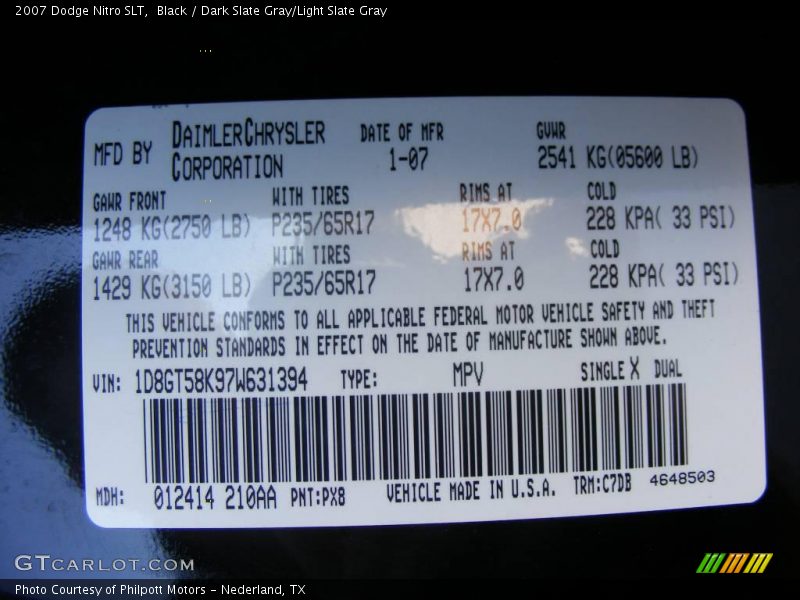 2007 Dodge Nitro SLT,  Black / Dark Slate Gray/Light Slate Gray
...
MFD BY DAIMLERCHRYSLER CORPORATION DATE OF MFR 1-07 GVWR 2541 KG(05600 LB)
GAWR FRONT WITH TIRES RIMS AT COLD
1248 KG(2750 LB) P235/65R17 17X7.0 228 KPA( 33 PSI)
GAWR REAR WITH TIRES RIMS AT COLD
1429 KG(3150 LB) P235/65R17 17X7.0 228 KPA( 33 PSI)
THIS VEHICLE CONFORMS TO ALL APPLICABLE FEDERAL MOTOR VEHICLE SAFETY AND THEFT
PREVENTION STANDARDS IN EFFECT ON THE DATE OF MANUFACTURE SHOWN ABOVE.
VIN: 1D8GT58K97W631394 TYPE: MPV SINGLE X DUAL
MDH: 012414 210AA PNT:PX8 VEHICLE MADE IN U.S.A. TRM:C7DB 4648503
GTCARLOT.COM
Photo Courtesy of Philpott Motors - Nederland, TX